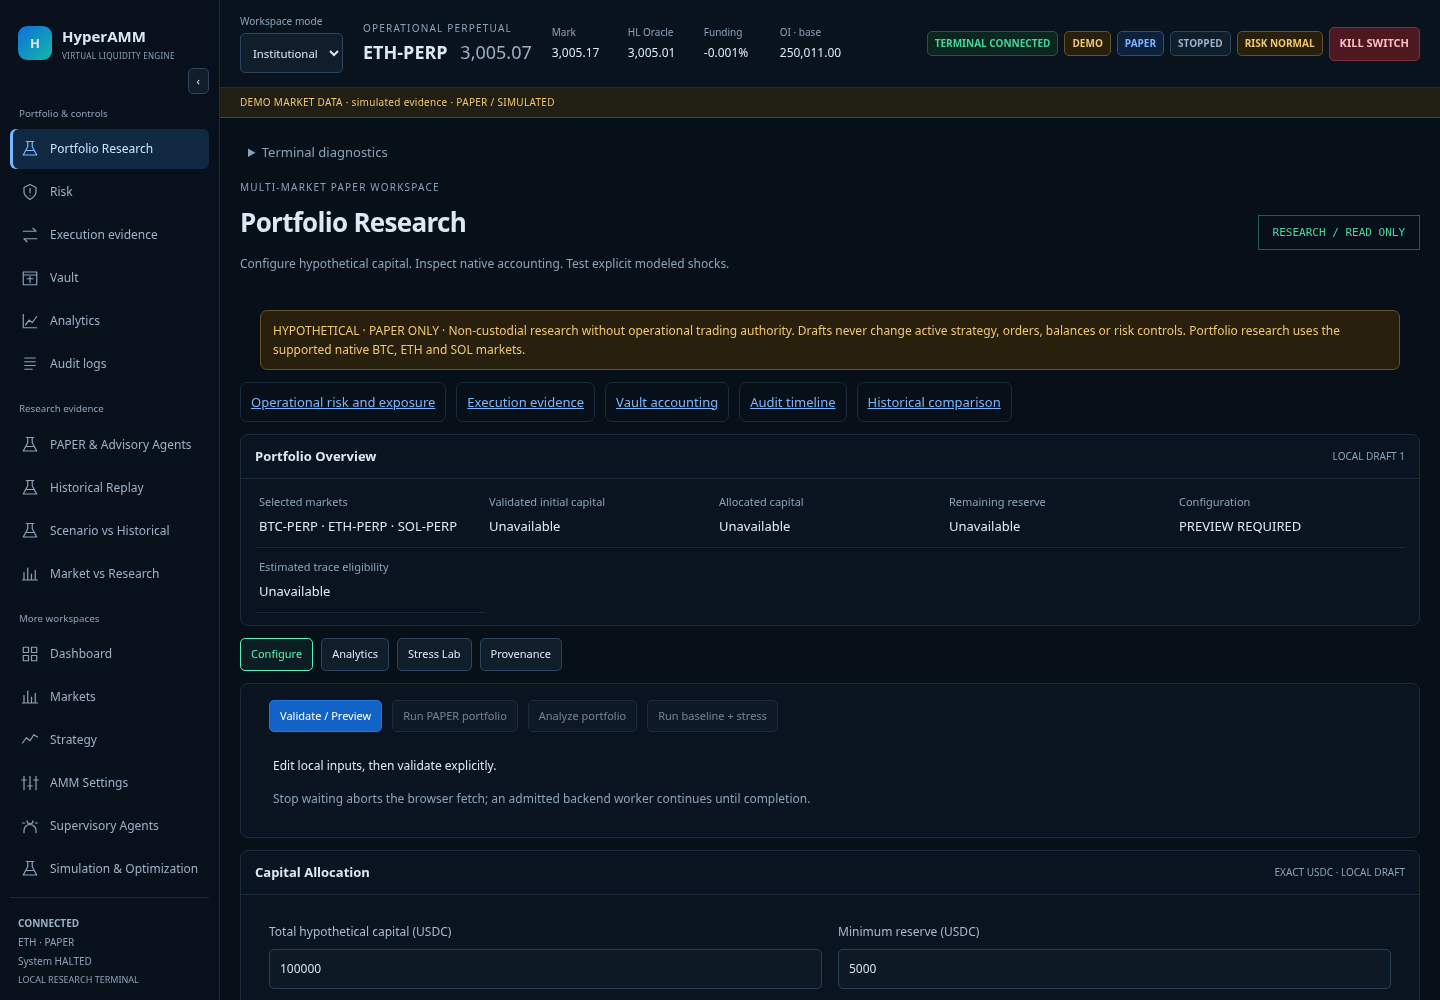 H
HyperAMM
VIRTUAL LIQUIDITY ENGINE
‹
Portfolio & controls
Portfolio Research
Risk
Execution evidence
Vault
Analytics
Audit logs
Research evidence
PAPER & Advisory Agents
Historical Replay
Scenario vs Historical
Market vs Research
More workspaces
Dashboard
Markets
Strategy
AMM Settings
Supervisory Agents
Simulation & Optimization
CONNECTED
ETH · PAPER
System HALTED
LOCAL RESEARCH TERMINAL
Workspace mode
Institutional
OPERATIONAL PERPETUAL
ETH-PERP 3,005.07
Mark
3,005.17
HL Oracle
3,005.01
Funding
-0.001%
OI · base
250,011.00
TERMINAL CONNECTED
DEMO
PAPER
STOPPED
RISK NORMAL
KILL SWITCH
DEMO MARKET DATA · simulated evidence · PAPER / SIMULATED
Terminal diagnostics
MULTI-MARKET PAPER WORKSPACE
Portfolio Research
RESEARCH / READ ONLY
Configure hypothetical capital. Inspect native accounting. Test explicit modeled shocks.
HYPOTHETICAL · PAPER ONLY · Non-custodial research without operational trading authority. Drafts never change active strategy, orders, balances or risk controls. Portfolio research uses the
supported native BTC, ETH and SOL markets.
Operational risk and exposure
Execution evidence
Vault accounting
Audit timeline
Historical comparison
Portfolio Overview
LOCAL DRAFT 1
Selected markets
BTC-PERP · ETH-PERP · SOL-PERP
Validated initial capital
Unavailable
Allocated capital
Unavailable
Remaining reserve
Unavailable
Configuration
PREVIEW REQUIRED
Estimated trace eligibility
Unavailable
Configure
Analytics
Stress Lab
Provenance
Validate / Preview
Run PAPER portfolio
Analyze portfolio
Run baseline + stress
Edit local inputs, then validate explicitly.
Stop waiting aborts the browser fetch; an admitted backend worker continues until completion.
Capital Allocation
EXACT USDC · LOCAL DRAFT
Total hypothetical capital (USDC)
100000
Minimum reserve (USDC)
5000